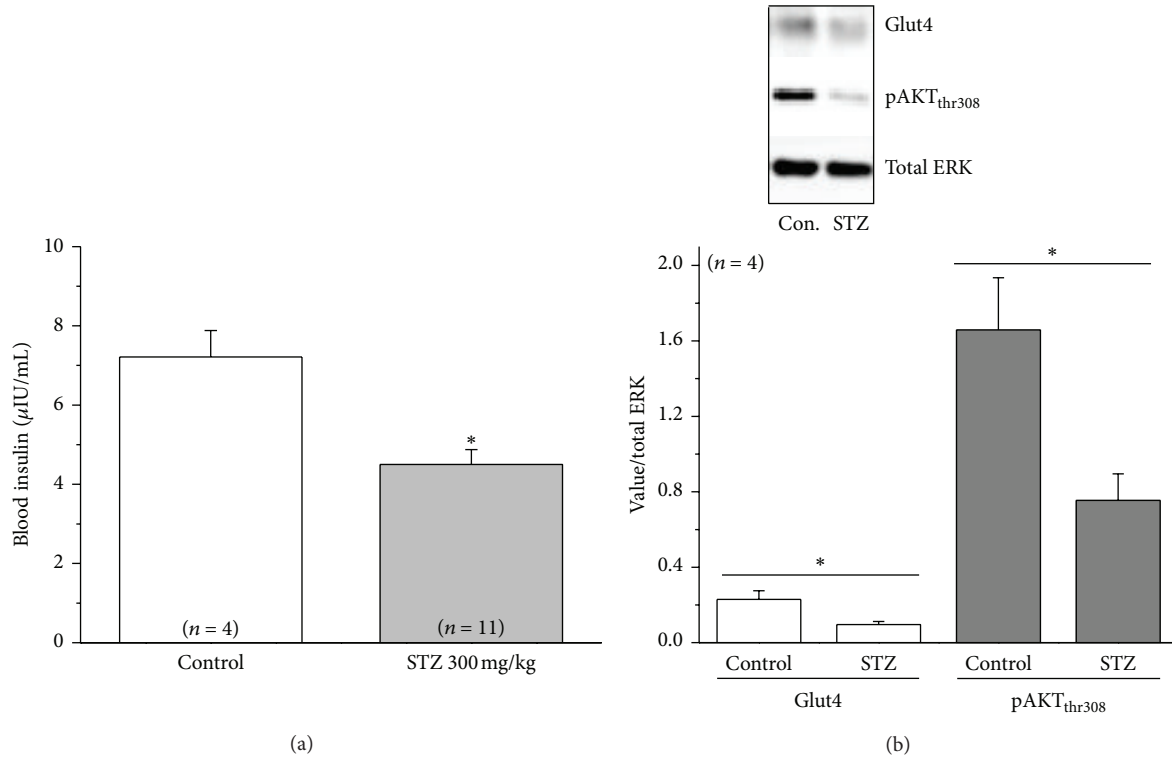 10
8
6
4
2
0
Blood insulin (μIU/mL)
*
(n = 4)
(n = 11)
Control
STZ 300 mg/kg
(a)
Glut4
pAKTthr308
Total ERK
Con. STZ
2.0
1.6
1.2
0.8
0.4
0.0
Value/total ERK
(n = 4)
*
*
Control STZ Control STZ
Glut4 pAKTthr308
(b)